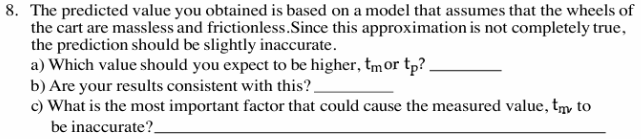 8. The predicted value you obtained is based on a model that assumes that the wheels of
the cart are massless and frictionless.Since this approximation is not completely true,
the prediction should be slightly inaccurate.
a) Which value should you expect to be higher, tm or tp? ________
b) Are your results consistent with this? ________
c) What is the most important factor that could cause the measured value, tm, to
be inaccurate? ________